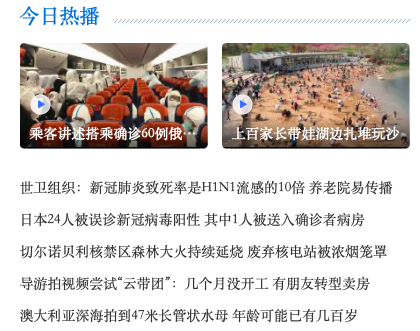 今日热播
乘客讲述搭乘确诊60例俄…
上百家长带娃湖边扎堆玩沙
世卫组织：新冠肺炎致死率是H1N1流感的10倍 养老院易传播
日本24人被误诊新冠病毒阳性 其中1人被送入确诊者病房
切尔诺贝利核禁区森林大火持续延烧 废弃核电站被浓烟笼罩
导游拍视频尝试“云带团”：几个月没开工 有朋友转型卖房
澳大利亚深海拍到47米长管状水母 年龄可能已有几百岁